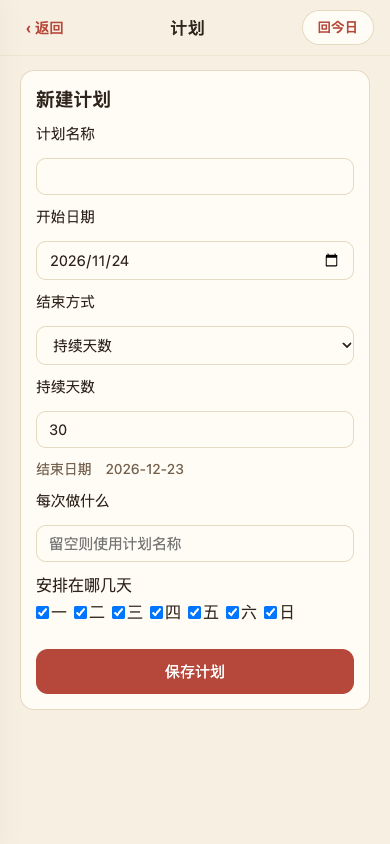 ‹ 返回 计划 回今日
新建计划
计划名称
开始日期
2026/11/24
结束方式
持续天数
持续天数
30
结束日期 2026-12-23
每次做什么
留空则使用计划名称
安排在哪几天
一 二 三 四 五 六 日
保存计划